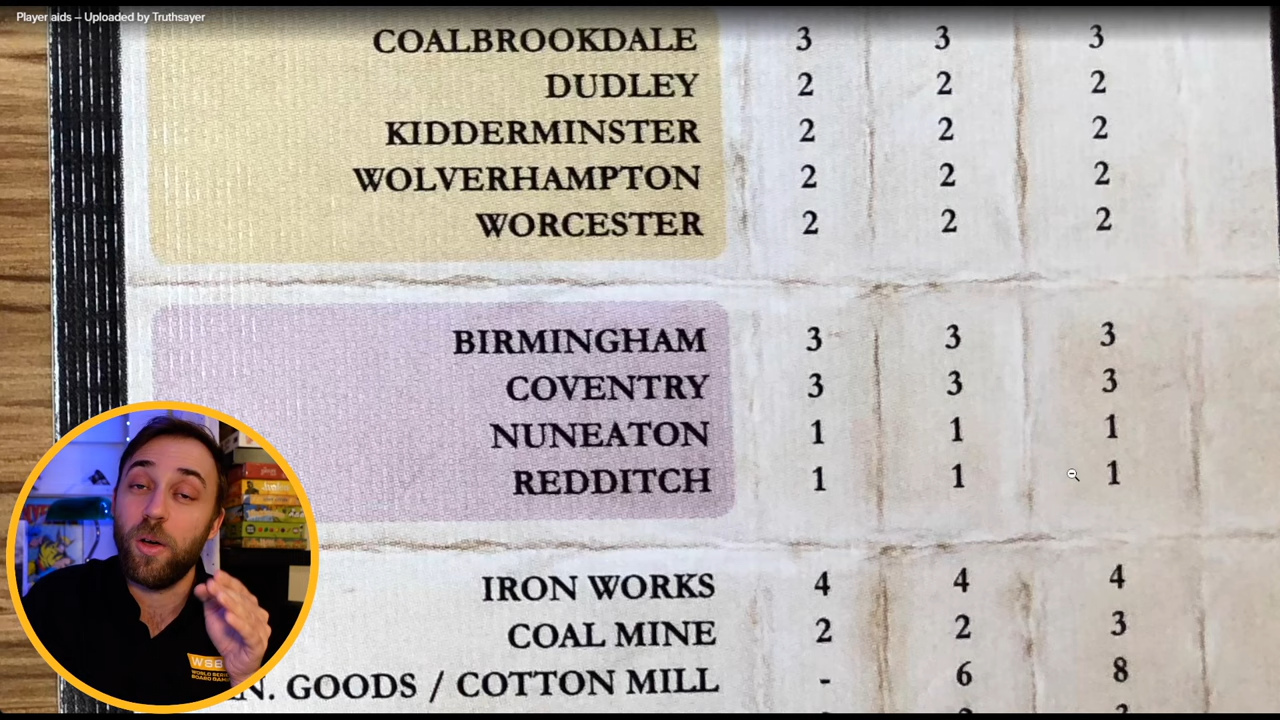 Player aids – Uploaded by Truthsayer
COALBROOKDALE 3 3 3
DUDLEY 2 2 2
KIDDERMINSTER 2 2 2
WOLVERHAMPTON 2 2 2
WORCESTER 2 2 2
BIRMINGHAM 3 3 3
COVENTRY 3 3 3
NUNEATON 1 1 1
REDDITCH 1 1 1
IRON WORKS 4 4 4
COAL MINE 2 2 3
N. GOODS / COTTON MILL - 6 8
WSB